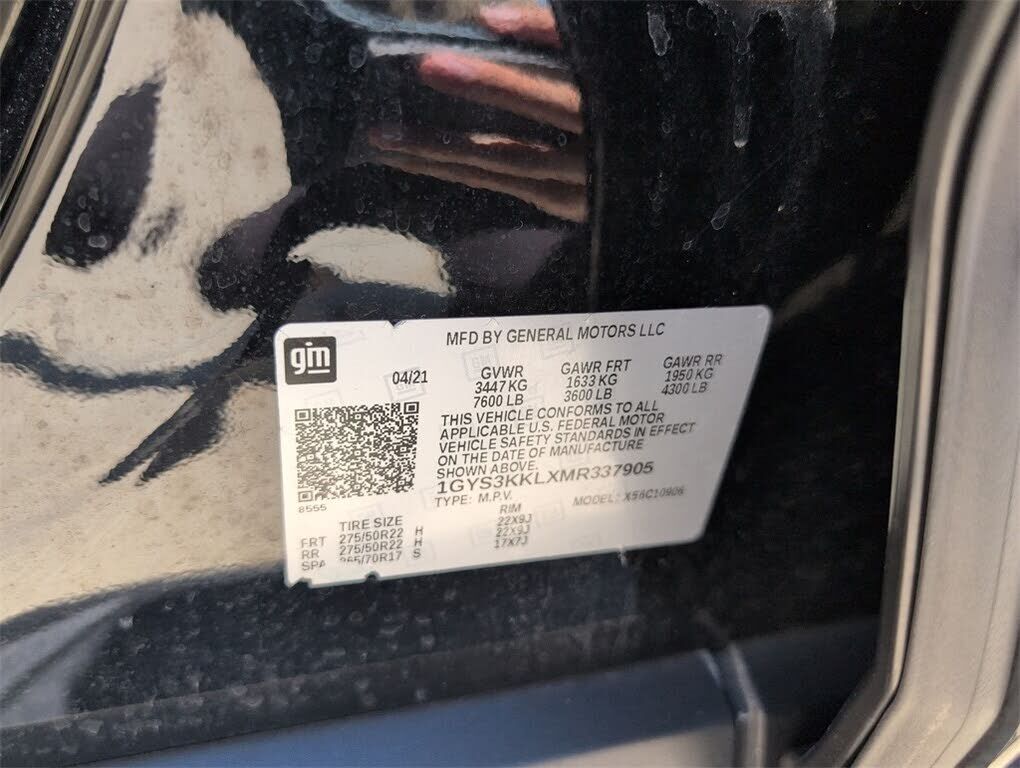 gm
MFD BY GENERAL MOTORS LLC
04/21 GVWR GAWR FRT GAWR RR
3447 KG 1633 KG 1950 KG
7600 LB 3600 LB 4300 LB
THIS VEHICLE CONFORMS TO ALL
APPLICABLE U.S. FEDERAL MOTOR
VEHICLE SAFETY STANDARDS IN EFFECT
ON THE DATE OF MANUFACTURE
SHOWN ABOVE.
1GYS3KKLXMR337905
TYPE: M.P.V. MODEL: X56C10906
8555
TIRE SIZE RIM
FRT 275/50R22 H 22X9J
RR 275/50R22 H 22X9J
SPA 265/70R17 S 17X7J